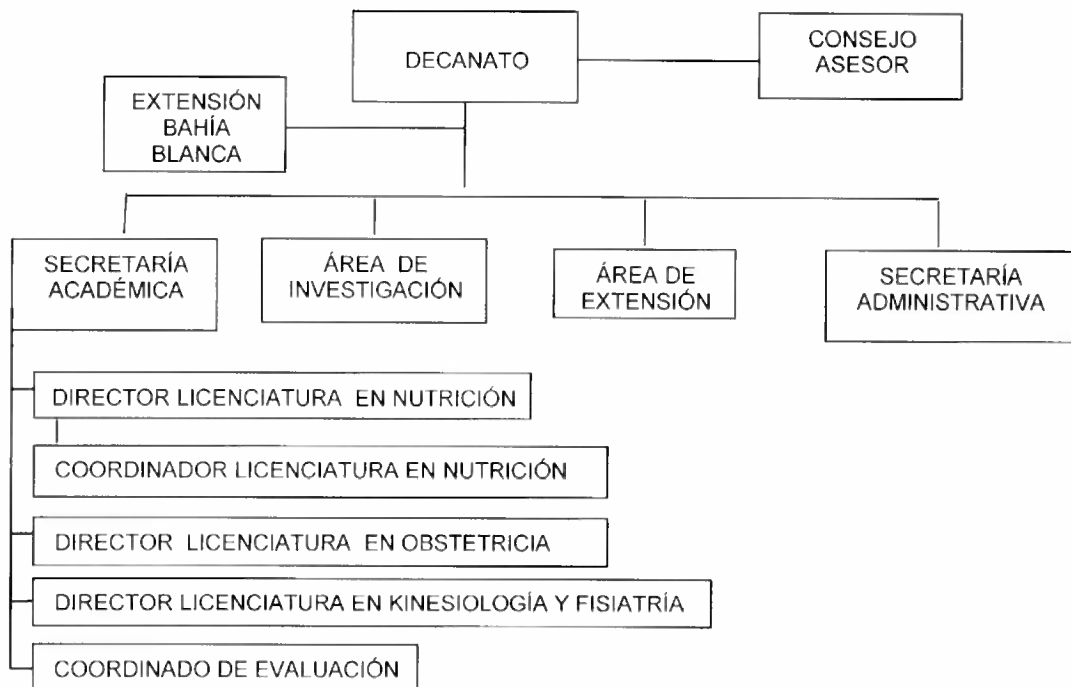 DECANATO
CONSEJO
ASESOR
EXTENSIÓN
BAHÍA
BLANCA
SECRETARÍA
ACADÉMICA
ÁREA DE
INVESTIGACIÓN
ÁREA DE
EXTENSIÓN
SECRETARÍA
ADMINISTRATIVA
DIRECTOR LICENCIATURA EN NUTRICIÓN
COORDINADOR LICENCIATURA EN NUTRICIÓN
DIRECTOR LICENCIATURA EN OBSTETRICIA
DIRECTOR LICENCIATURA EN KINESIOLOGÍA Y FISIATRÍA
COORDINADO DE EVALUACIÓN